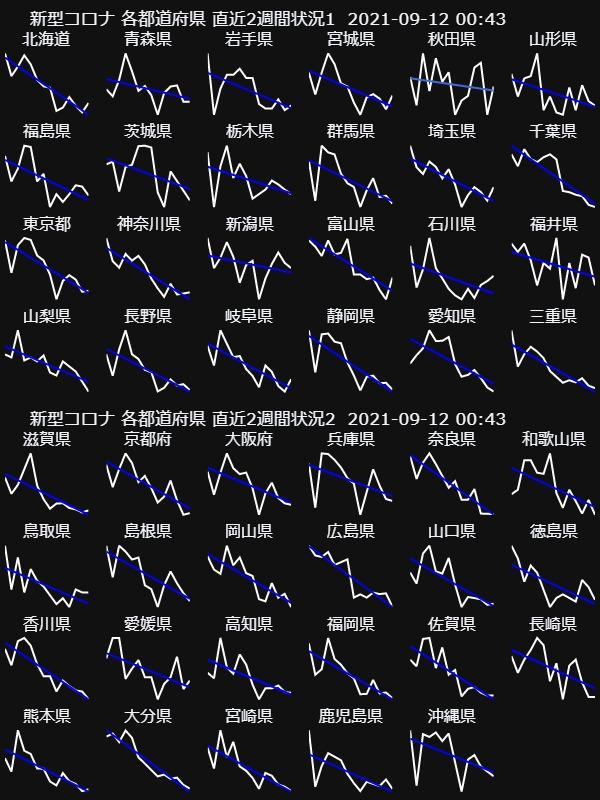 新型コロナ 各都道府県 直近2週間状況1 2021-09-12 00:43
北海道 青森県 岩手県 宮城県 秋田県 山形県
福島県 茨城県 栃木県 群馬県 埼玉県 千葉県
東京都 神奈川県 新潟県 富山県 石川県 福井県
山梨県 長野県 岐阜県 静岡県 愛知県 三重県
新型コロナ 各都道府県 直近2週間状況2 2021-09-12 00:43
滋賀県 京都府 大阪府 兵庫県 奈良県 和歌山県
鳥取県 島根県 岡山県 広島県 山口県 徳島県
香川県 愛媛県 高知県 福岡県 佐賀県 長崎県
熊本県 大分県 宮崎県 鹿児島県 沖縄県